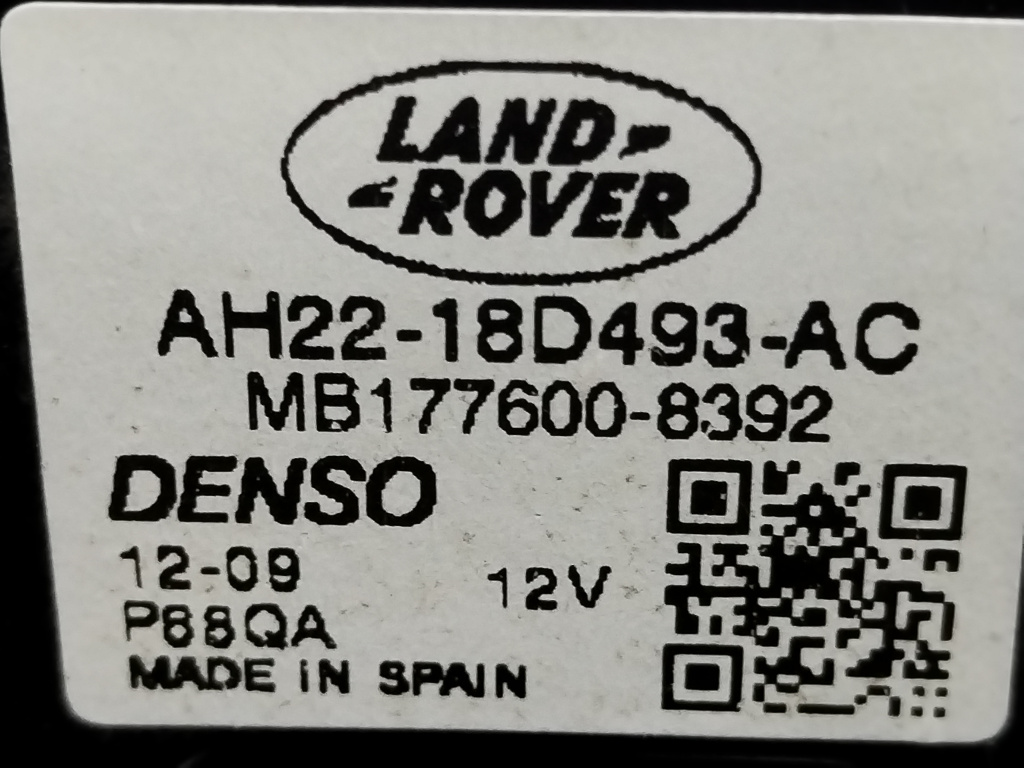 LAND
ROVER
AH22-18D493-AC
MB177600-8392
DENSO
12-09
12V
P88QA
MADE IN SPAIN